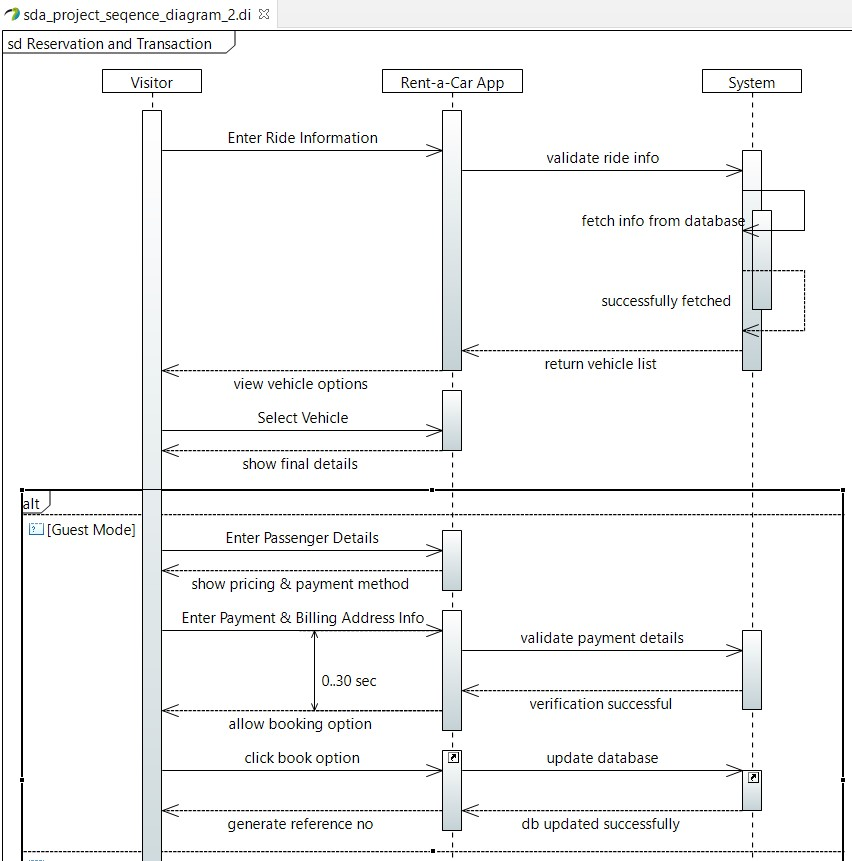 sda_project_seqence_diagram_2.di
sd Reservation and Transaction
Visitor
Rent-a-Car App
System
Enter Ride Information
validate ride info
fetch info from database
successfully fetched
return vehicle list
view vehicle options
Select Vehicle
show final details
alt
[Guest Mode]
Enter Passenger Details
show pricing & payment method
Enter Payment & Billing Address Info
validate payment details
0..30 sec
verification successful
allow booking option
click book option
update database
generate reference no
db updated successfully